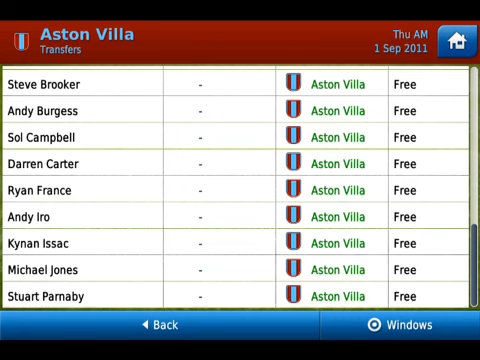 Aston Villa
Transfers
Thu AM
1 Sep 2011
Steve Brooker - Aston Villa Free
Andy Burgess - Aston Villa Free
Sol Campbell - Aston Villa Free
Darren Carter - Aston Villa Free
Ryan France - Aston Villa Free
Andy Iro - Aston Villa Free
Kynan Issac - Aston Villa Free
Michael Jones - Aston Villa Free
Stuart Parnaby - Aston Villa Free
Back
Windows